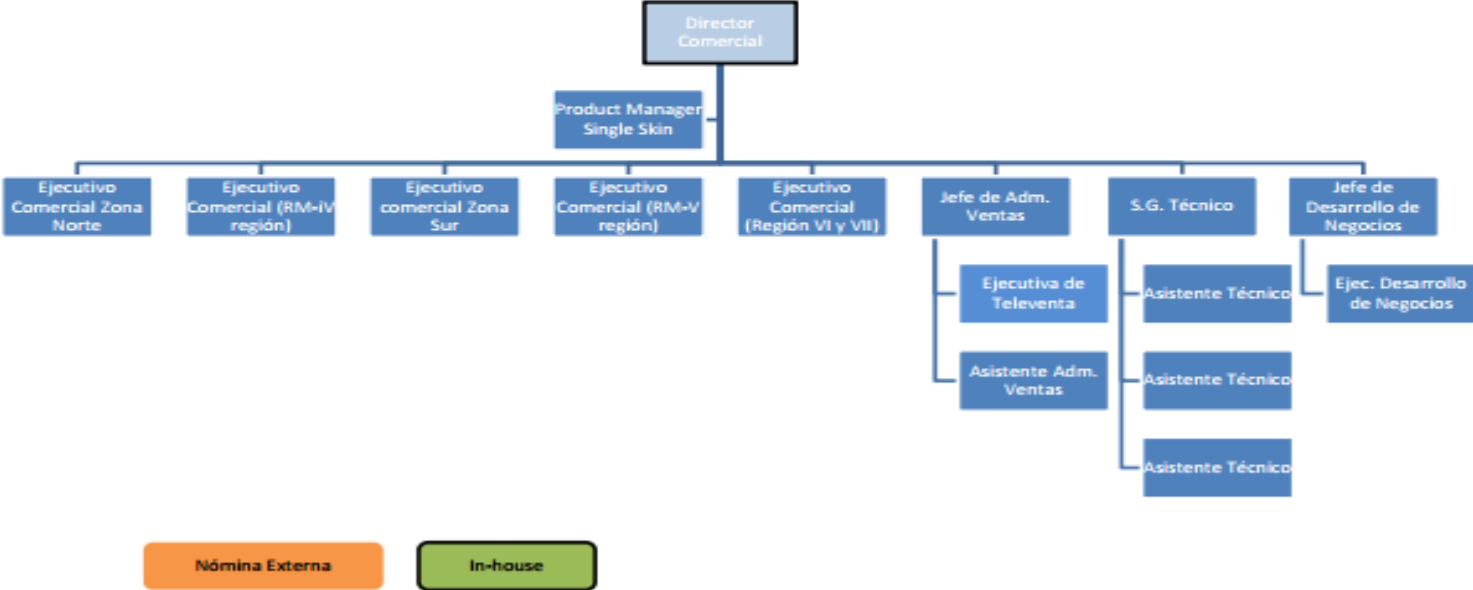 Director
Comercial
Product Manager
Single Skin
Ejecutivo
Comercial Zona
Norte
Ejecutivo
Comercial (RM-iV
región)
Ejecutivo
comercial Zona
Sur
Ejecutivo
Comercial (RM-V
región)
Ejecutivo
Comercial
(Región VI y VII)
Jefe de Adm.
Ventas
S.G. Técnico
Jefe de
Desarrollo de
Negocios
Ejecutiva de
Televenta
Asistente Técnico
Ejec. Desarrollo
de Negocios
Asistente Adm.
Ventas
Asistente Técnico
Asistente Técnico
Nómina Externa
In-house